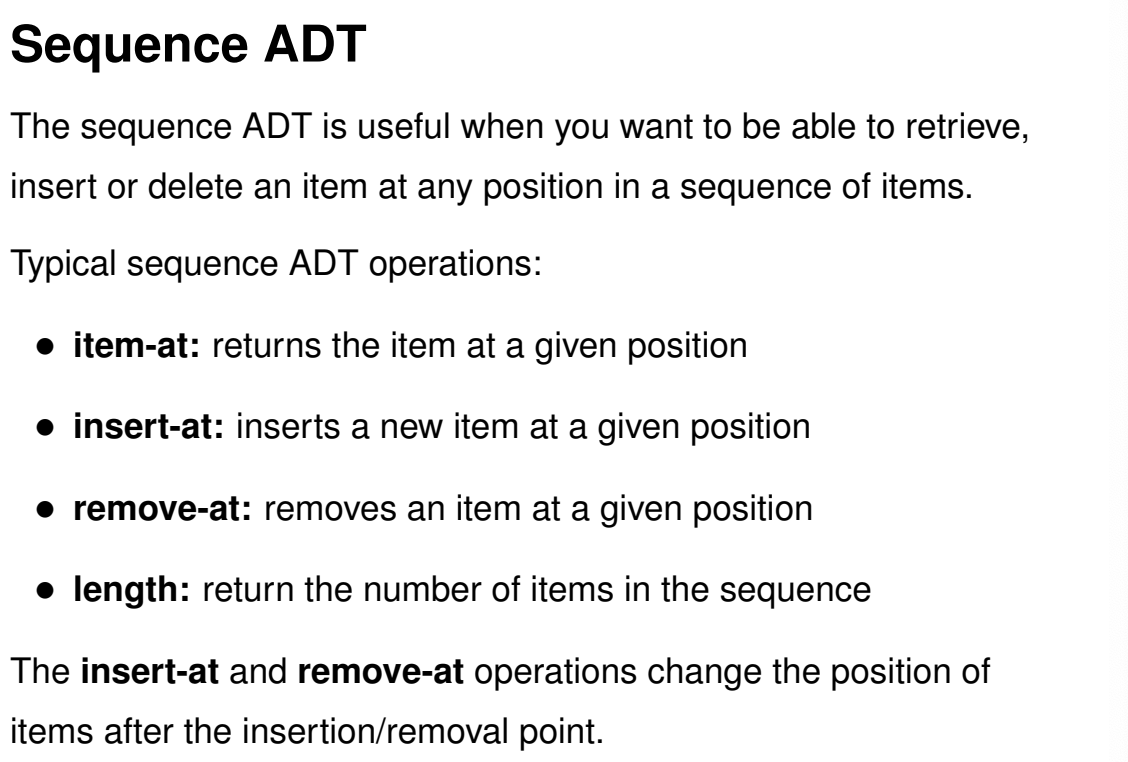 Sequence ADT
The sequence ADT is useful when you want to be able to retrieve,
insert or delete an item at any position in a sequence of items.
Typical sequence ADT operations:
● item-at: returns the item at a given position
● insert-at: inserts a new item at a given position
● remove-at: removes an item at a given position
● length: return the number of items in the sequence
The insert-at and remove-at operations change the position of
items after the insertion/removal point.